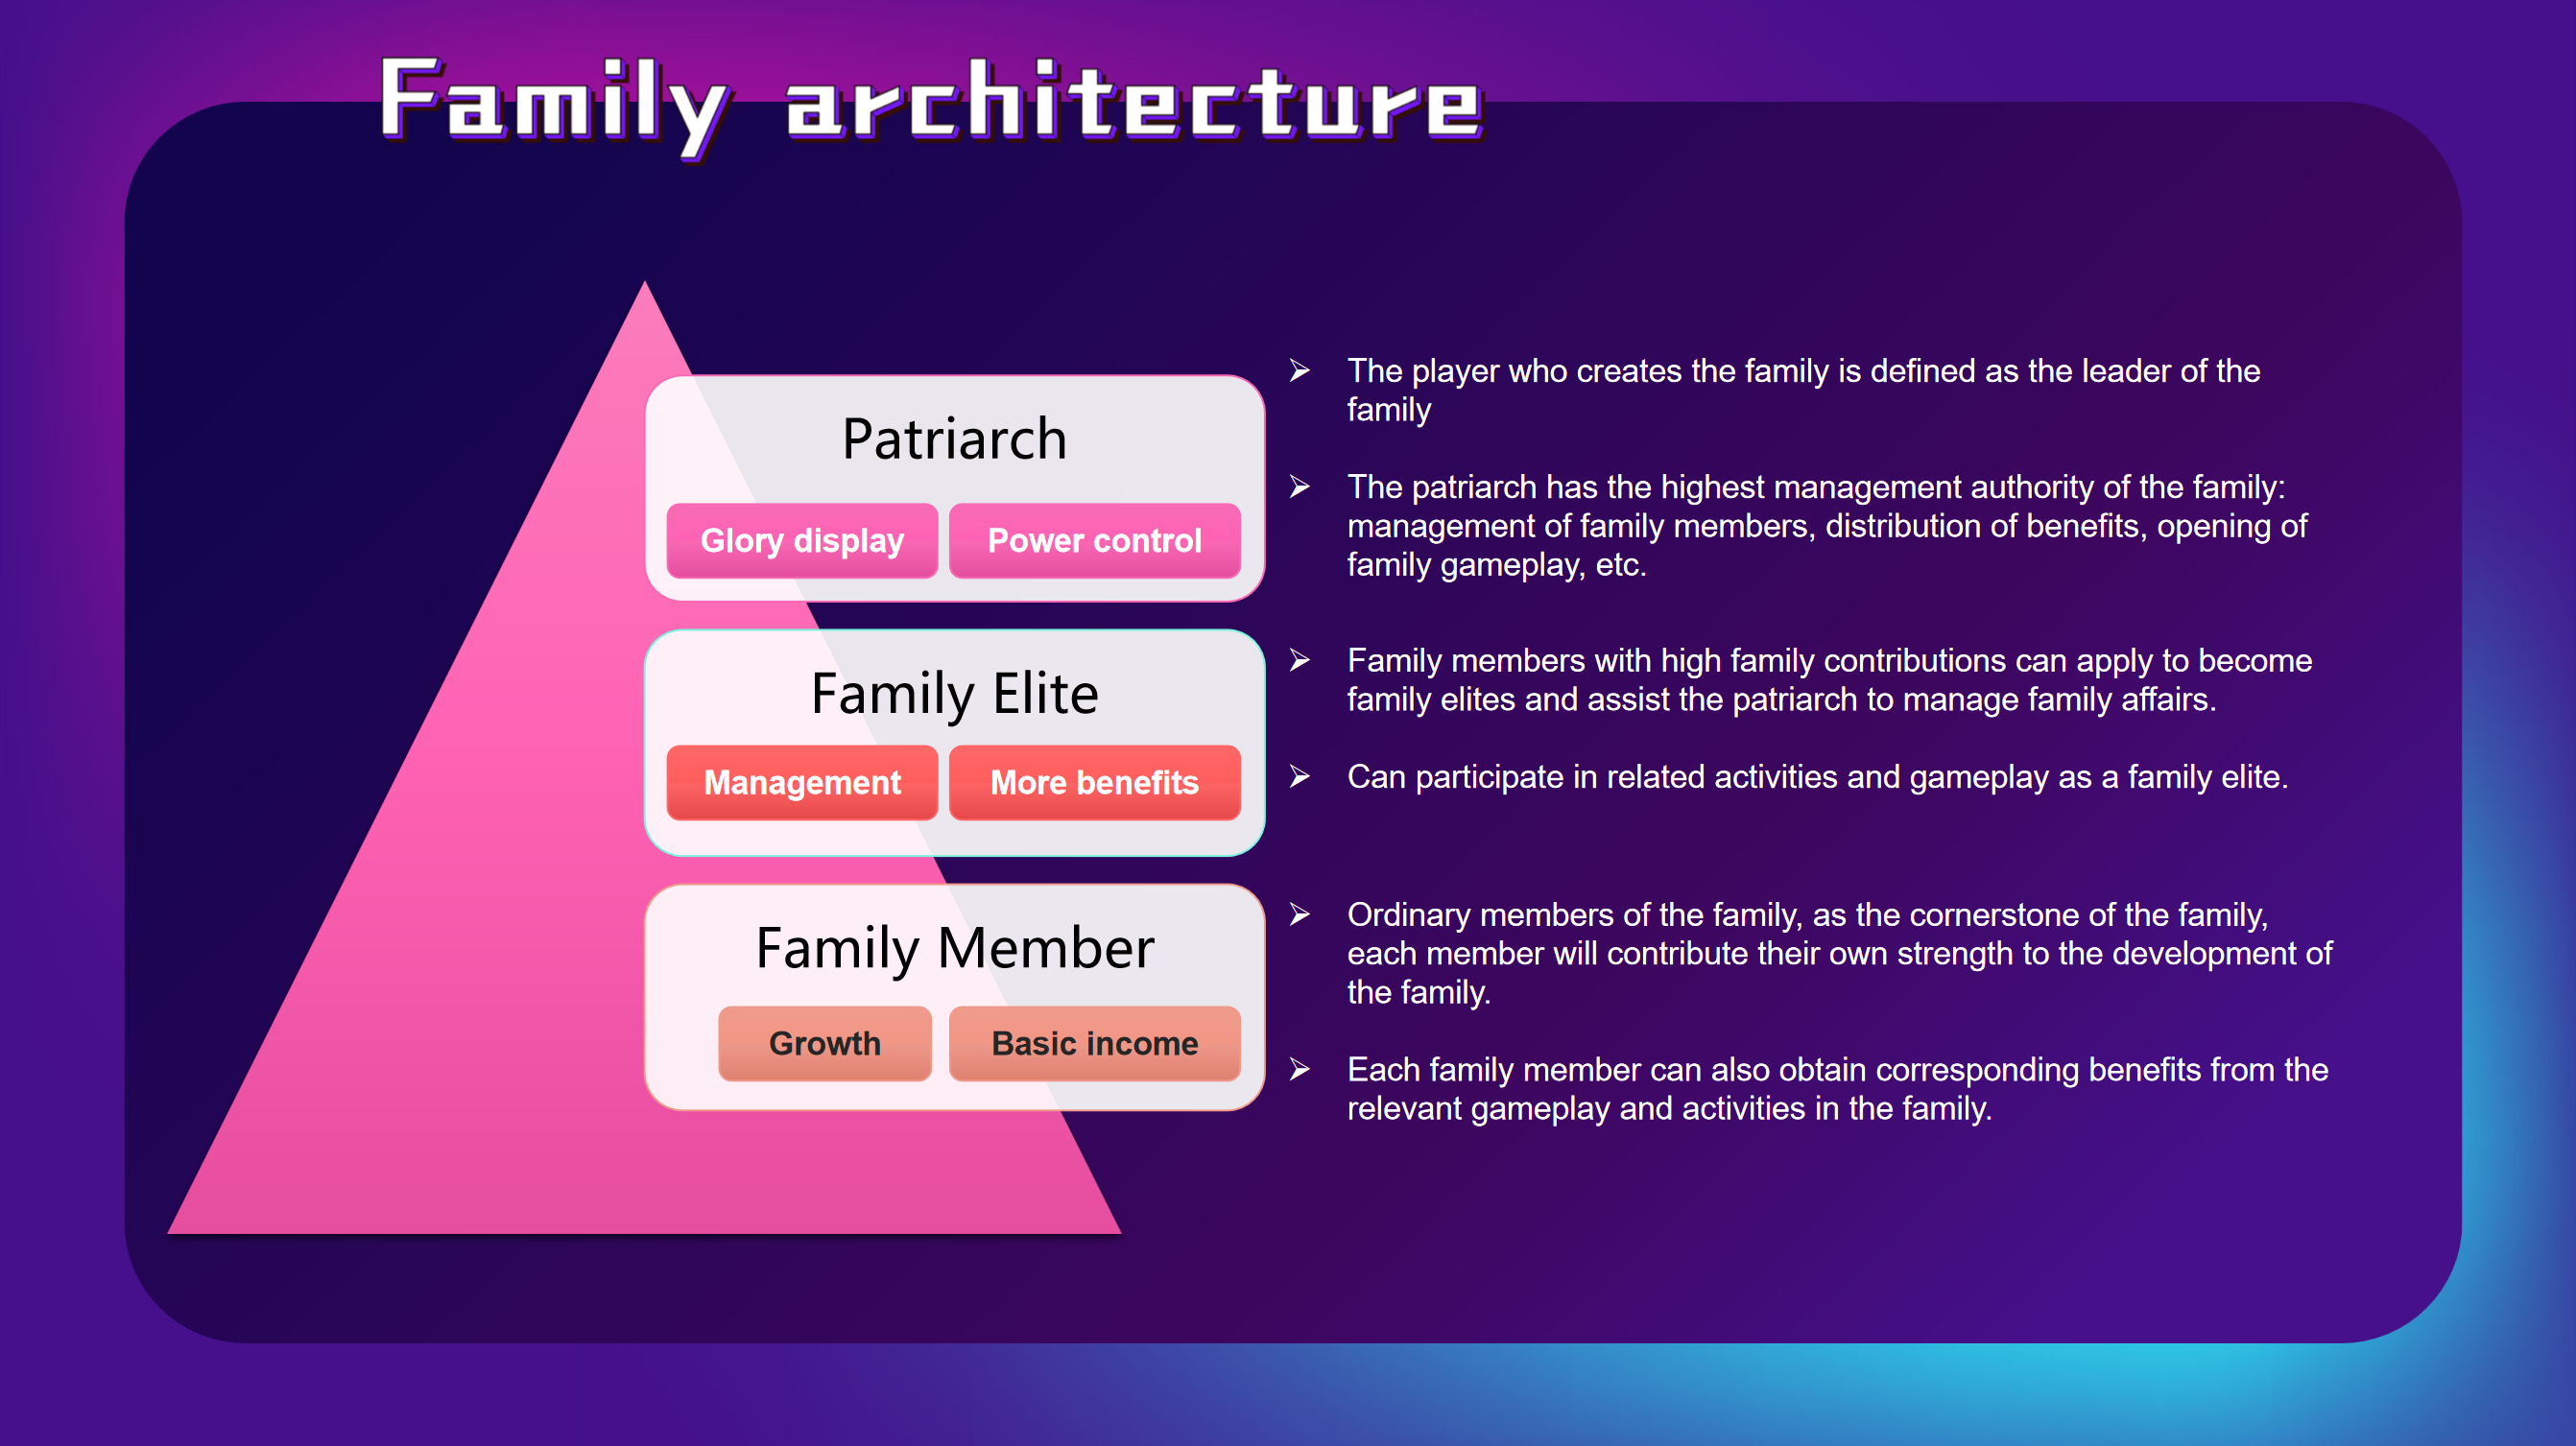 Family architecture
Patriarch
Glory display
Power control
The player who creates the family is defined as the leader of the
family
The patriarch has the highest management authority of the family:
management of family members, distribution of benefits, opening of
family gameplay, etc.
Family Elite
Management
More benefits
Family members with high family contributions can apply to become
family elites and assist the patriarch to manage family affairs.
Can participate in related activities and gameplay as a family elite.
Family Member
Growth
Basic income
Ordinary members of the family, as the cornerstone of the family,
each member will contribute their own strength to the development of
the family.
Each family member can also obtain corresponding benefits from the
relevant gameplay and activities in the family.